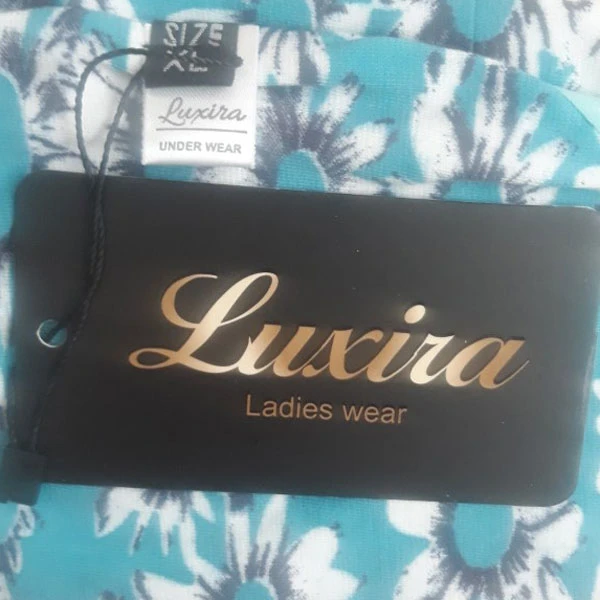 SIZE
XL
Luxira
UNDER WEAR
Luxira
Ladies wear